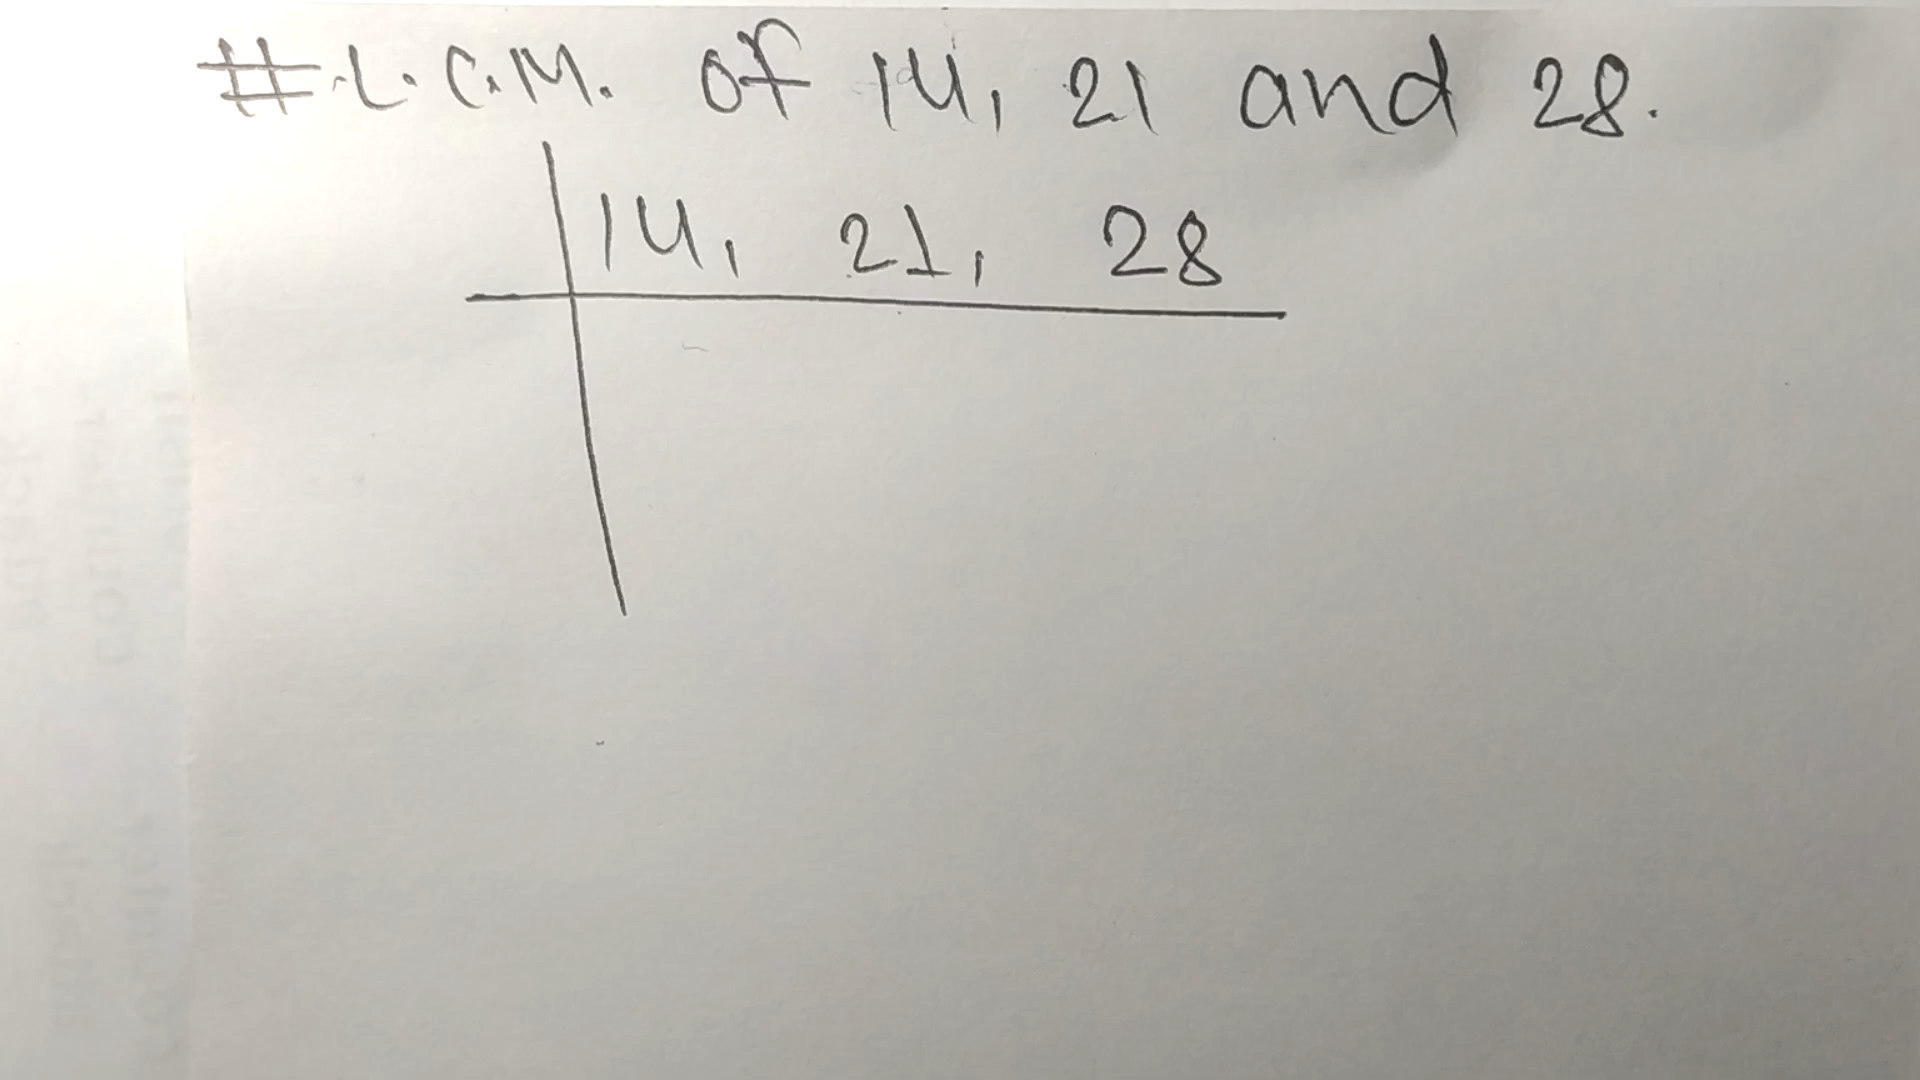 # L.C.M. of 14, 21 and 28.
14, 21, 28